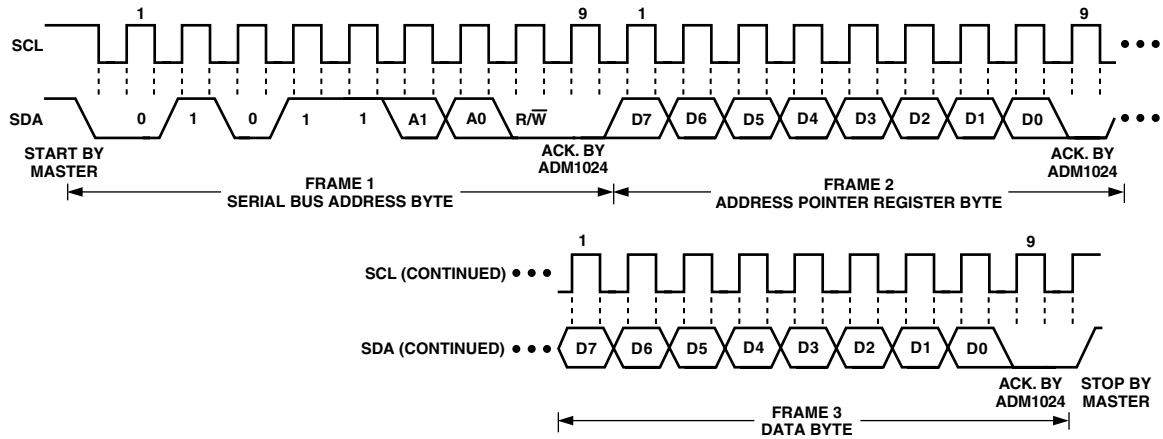 1 9 1 9
SCL
SDA 0 1 0 1 1 A1 A0 R/W̅ D7 D6 D5 D4 D3 D2 D1 D0
START BY
MASTER
ACK. BY
ADM1024
ACK. BY
ADM1024
FRAME 1
SERIAL BUS ADDRESS BYTE
FRAME 2
ADDRESS POINTER REGISTER BYTE
1 9
SCL (CONTINUED)
SDA (CONTINUED) D7 D6 D5 D4 D3 D2 D1 D0
ACK. BY
ADM1024
STOP BY
MASTER
FRAME 3
DATA BYTE